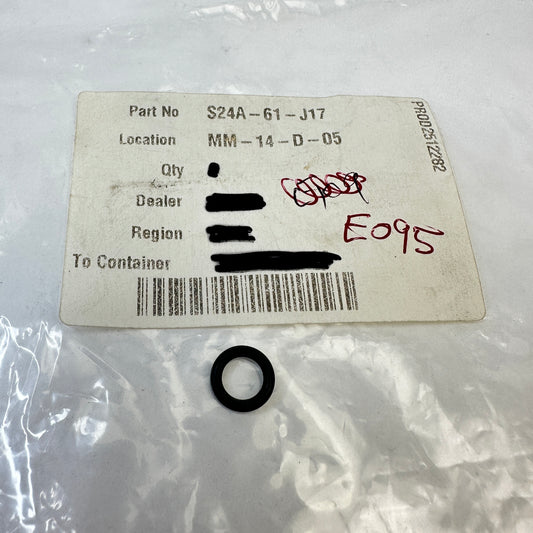 Part No S24A-61-J17
Location MM-14-D-05
Qty
Dealer
Region
To Container
E095
PROD2512282